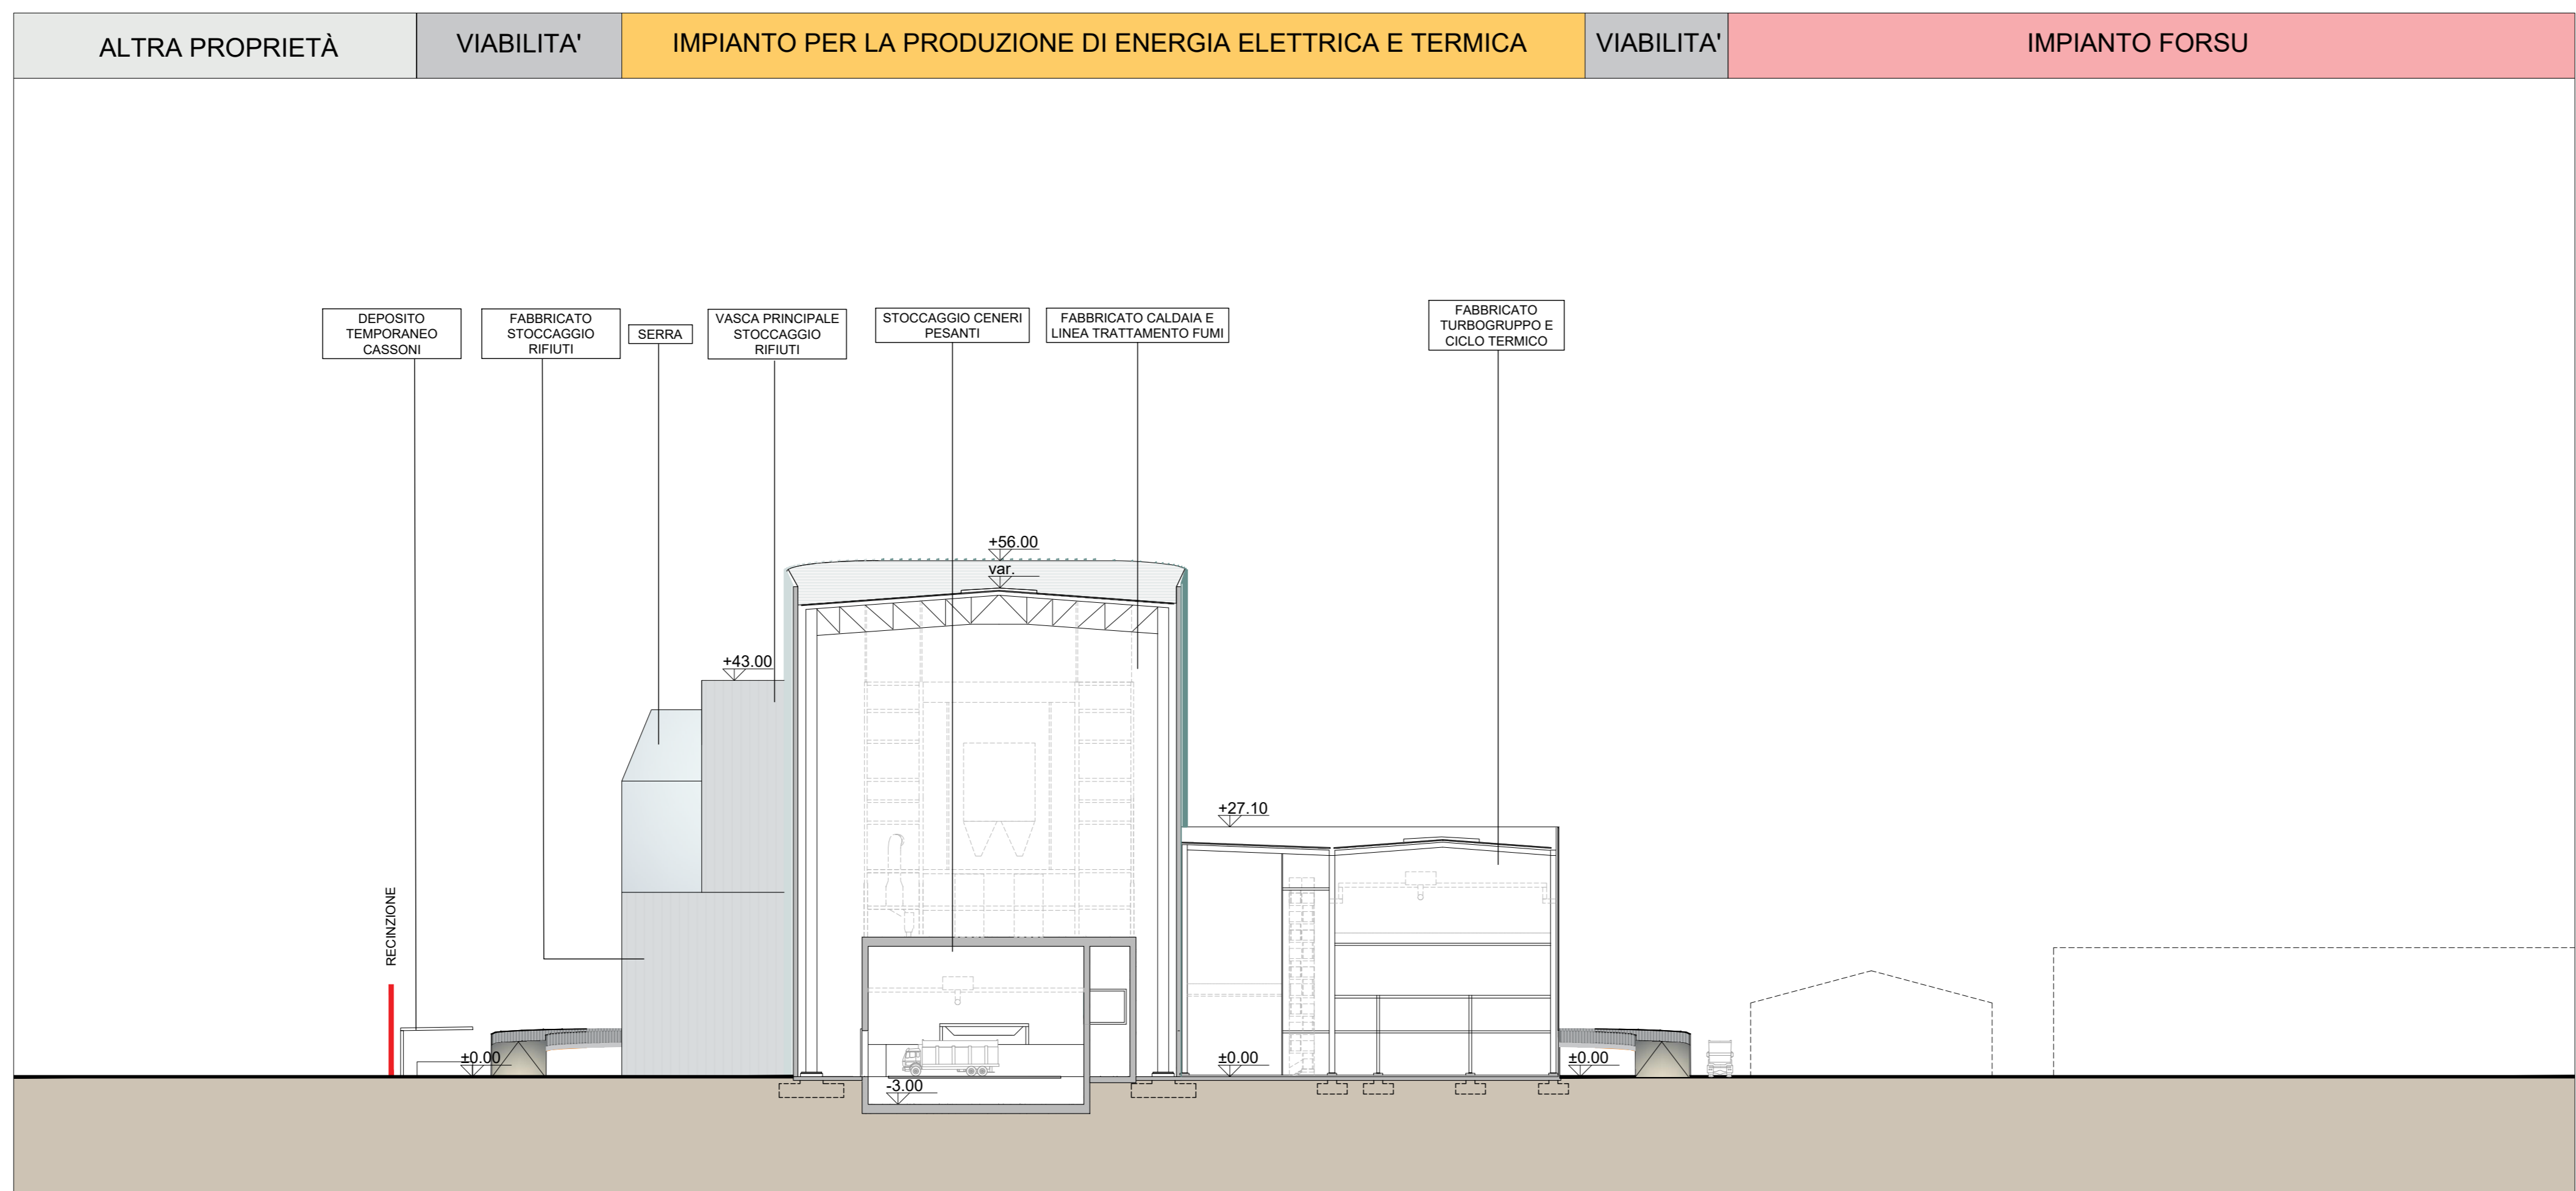 ALTRA PROPRIETÀ
VIABILITA'
IMPIANTO PER LA PRODUZIONE DI ENERGIA ELETTRICA E TERMICA
VIABILITA'
IMPIANTO FORSU
DEPOSITO
TEMPORANEO
CASSONI
FABBRICATO
STOCCAGGIO
RIFIUTI
SERRA
VASCA PRINCIPALE
STOCCAGGIO
RIFIUTI
STOCCAGGIO CENERI
PESANTI
FABBRICATO CALDAIA E
LINEA TRATTAMENTO FUMI
FABBRICATO
TURBOGRUPPO E
CICLO TERMICO
+56.00
var.
+43.00
+27.10
RECINZIONE
±0.00
±0.00
±0.00
-3.00